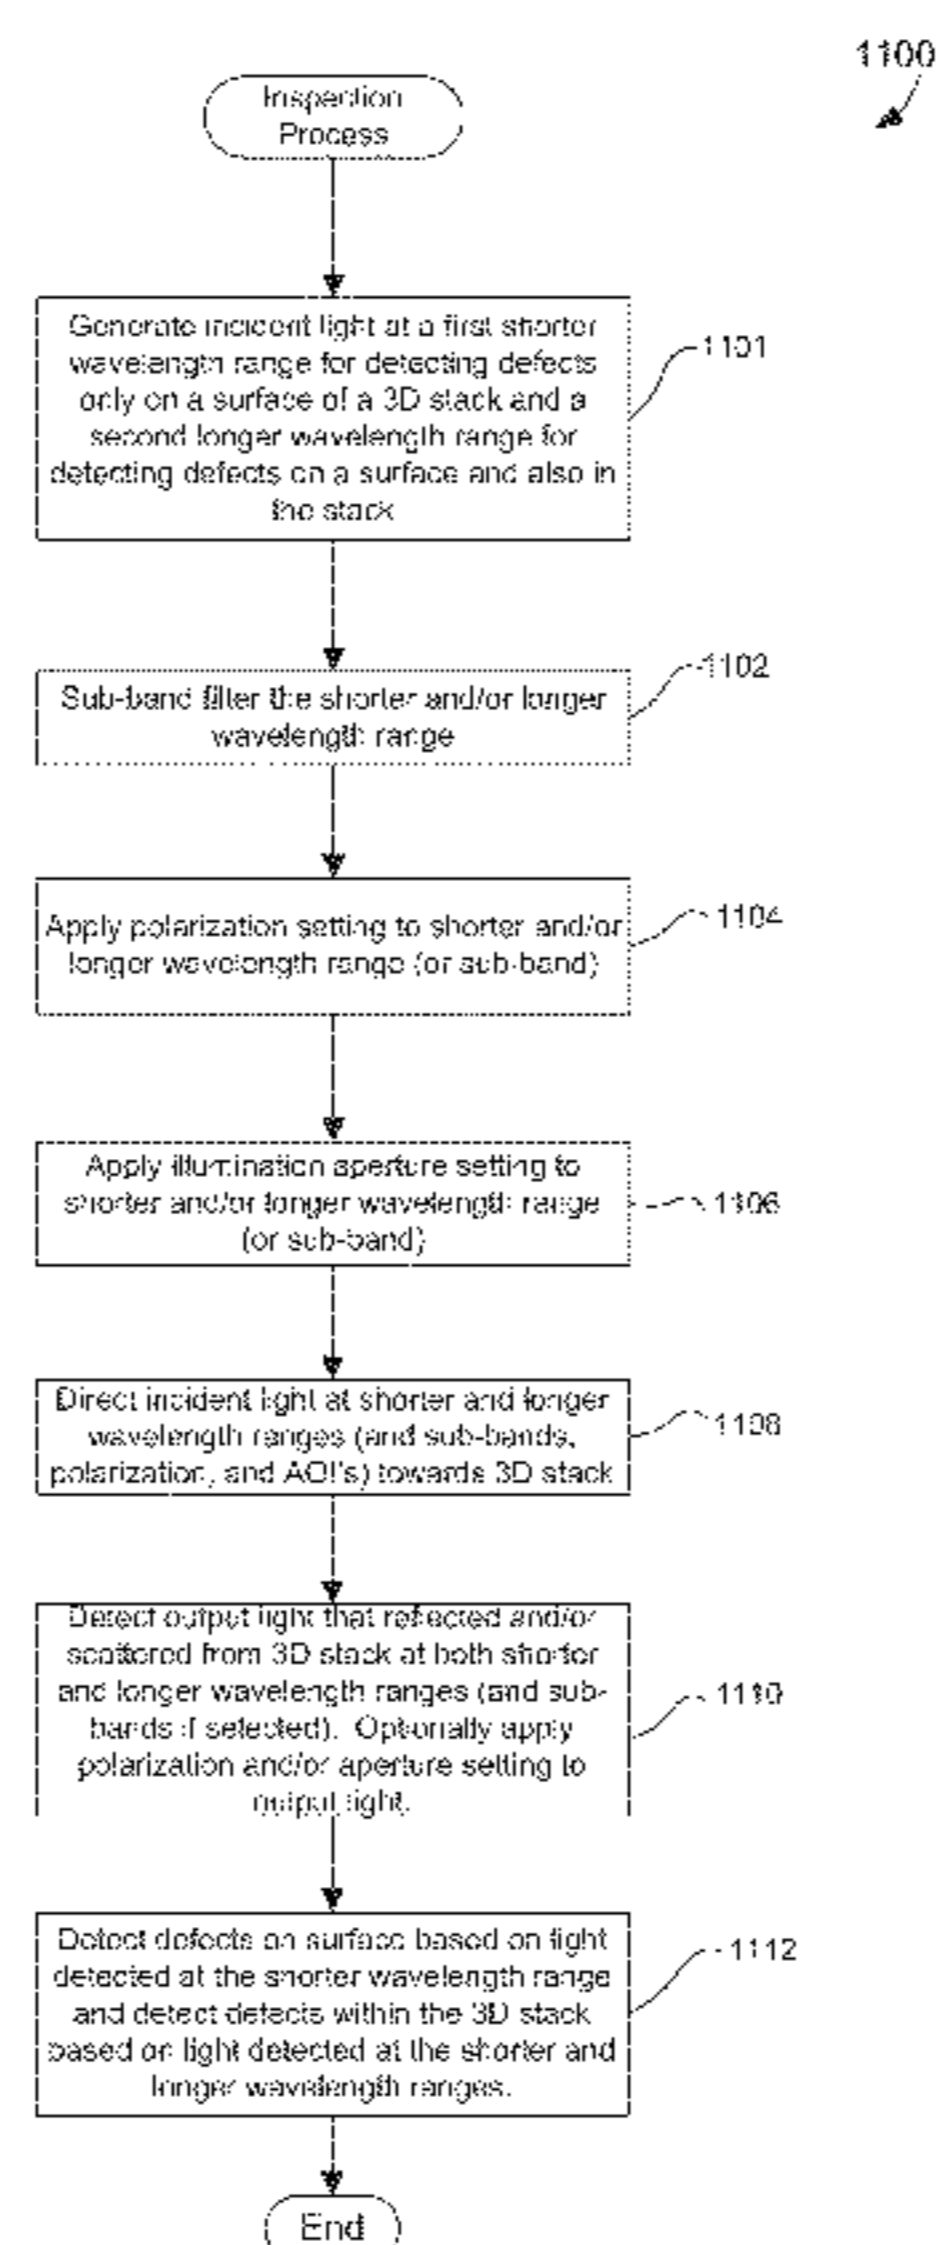 1100
Inspection
Process
Generate incident light at a first shorter
wavelength range for detecting defects
only on a surface of a 3D stack and a
second longer wavelength range for
detecting defects on a surface and also in
the stack
1101
Sub-band filter the shorter and/or longer
wavelength range
1102
Apply polarization setting to shorter and/or
longer wavelength range (or sub-band)
1104
Apply illumination aperture setting to
shorter and/or longer wavelength range
(or sub-band)
1106
Direct incident light at shorter and longer
wavelength ranges (and sub-bands,
polarization, and AOI's) towards 3D stack
1108
Detect output light that reflected and/or
scattered from 3D stack at both shorter
and longer wavelength ranges (and sub-
bands if selected). Optionally apply
polarization and/or aperture setting to
output light.
1110
Detect defects on surface based on light
detected at the shorter wavelength range
and detect defects within the 3D stack
based on light detected at the shorter and
longer wavelength ranges.
1112
End